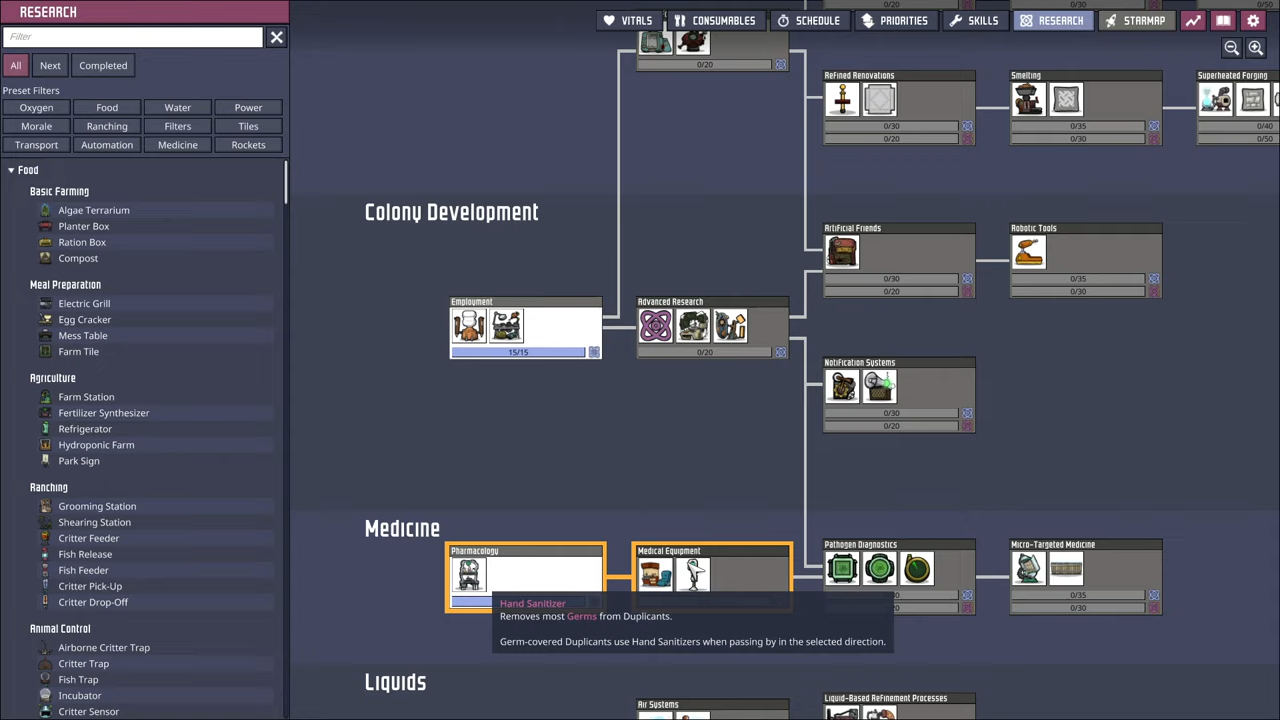 RESEARCH
VITALS
CONSUMABLES
SCHEDULE
PRIORITIES
SKILLS
RESEARCH
STARMAP
Filter
All
Next
Completed
Preset Filters
Oxygen
Food
Water
Power
Morale
Ranching
Filters
Tiles
Transport
Automation
Medicine
Rockets
Food
Basic Farming
Algae Terrarium
Planter Box
Ration Box
Compost
Meal Preparation
Electric Grill
Egg Cracker
Mess Table
Farm Tile
Agriculture
Farm Station
Fertilizer Synthesizer
Refrigerator
Hydroponic Farm
Park Sign
Ranching
Grooming Station
Shearing Station
Critter Feeder
Fish Release
Fish Feeder
Critter Pick-Up
Critter Drop-Off
Animal Control
Airborne Critter Trap
Critter Trap
Fish Trap
Incubator
Critter Sensor
0/20
Refined Renovations
0/30
0/20
Smelting
0/35
0/30
Superheated Forging
0/40
0/50
Colony Development
Employment
15/15
Advanced Research
0/20
Artificial Friends
0/30
0/20
Robotic Tools
0/35
0/30
Notification Systems
0/30
0/20
Medicine
Pharmacology
Medical Equipment
Pathogen Diagnostics
/20
Micro-Targeted Medicine
0/35
0/30
Hand Sanitizer
Removes most Germs from Duplicants.
Germ-covered Duplicants use Hand Sanitizers when passing by in the selected direction.
Liquids
Air Systems
Liquid-Based Refinement Processes